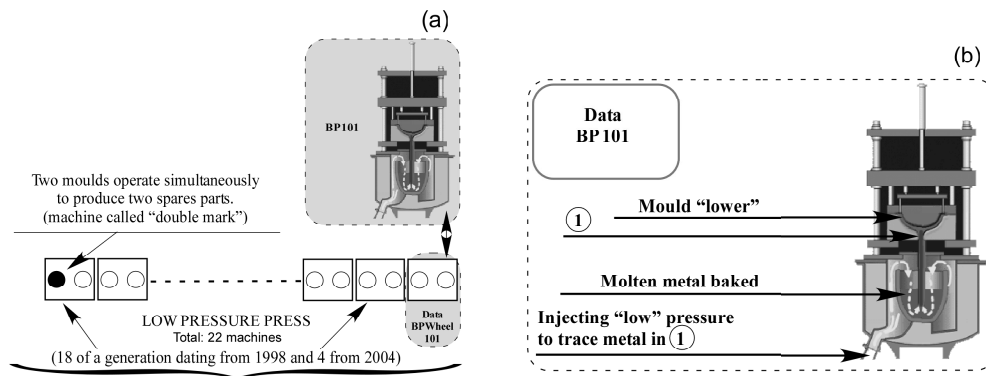 (a)
BP101
Two moulds operate simultaneously
to produce two spares parts.
(machine called “double mark”)
LOW PRESSURE PRESS
Total: 22 machines
(18 of a generation dating from 1998 and 4 from 2004)
Data
BPWheel
101
(b)
Data
BP101
Mould “lower”
1
Molten metal baked
Injecting “low” pressure
to trace metal in 1